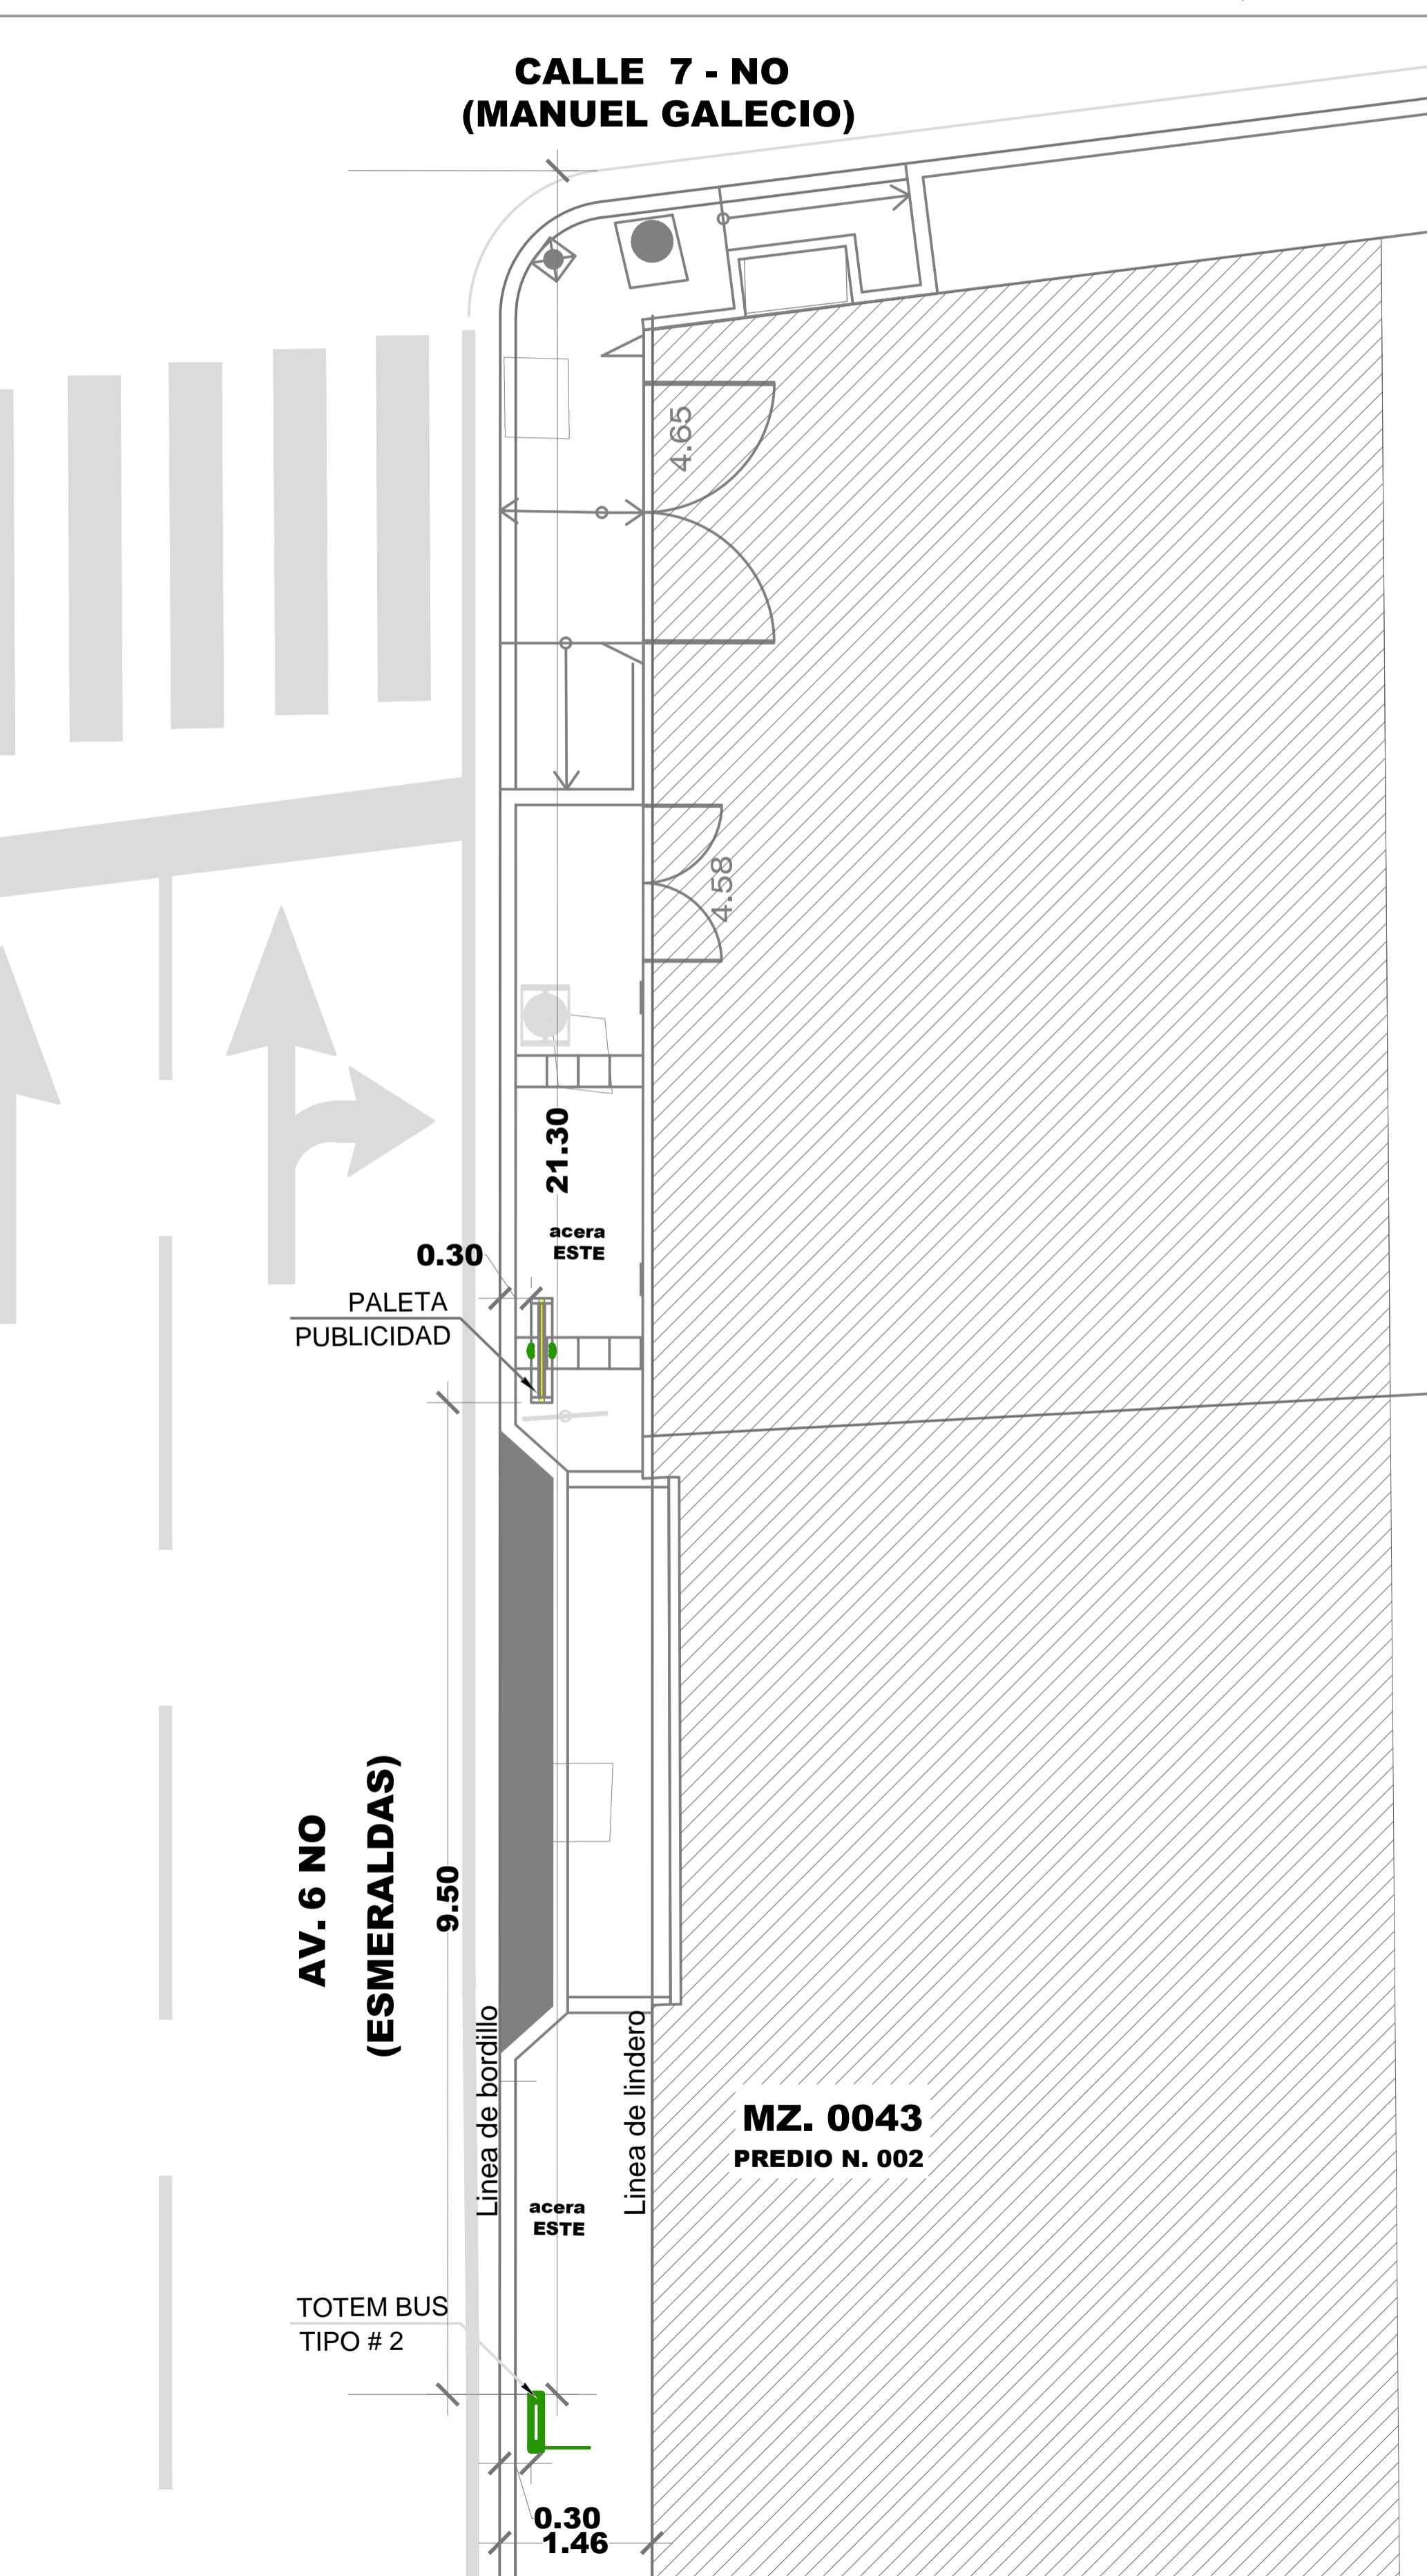 CALLE 7 - NO
(MANUEL GALECIO)
4.65
4.58
21.30
acera
ESTE
0.30
PALETA
PUBLICIDAD
AV. 6 NO
(ESMERALDAS)
9.50
Linea de bordillo
Linea de lindero
MZ. 0043
PREDIO N. 002
acera
ESTE
TOTEM BUS
TIPO # 2
0.30
1.46